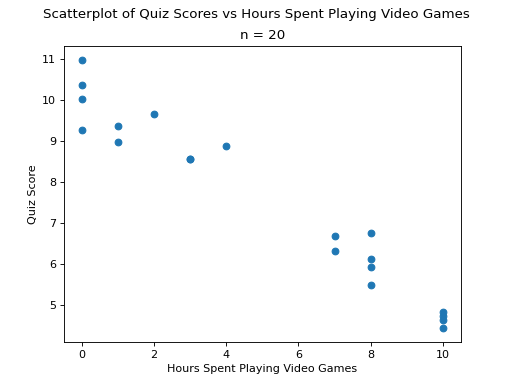 Scatterplot of Quiz Scores vs Hours Spent Playing Video Games
n = 20
11
10
9
8
7
6
5
Quiz Score
0 2 4 6 8 10
Hours Spent Playing Video Games